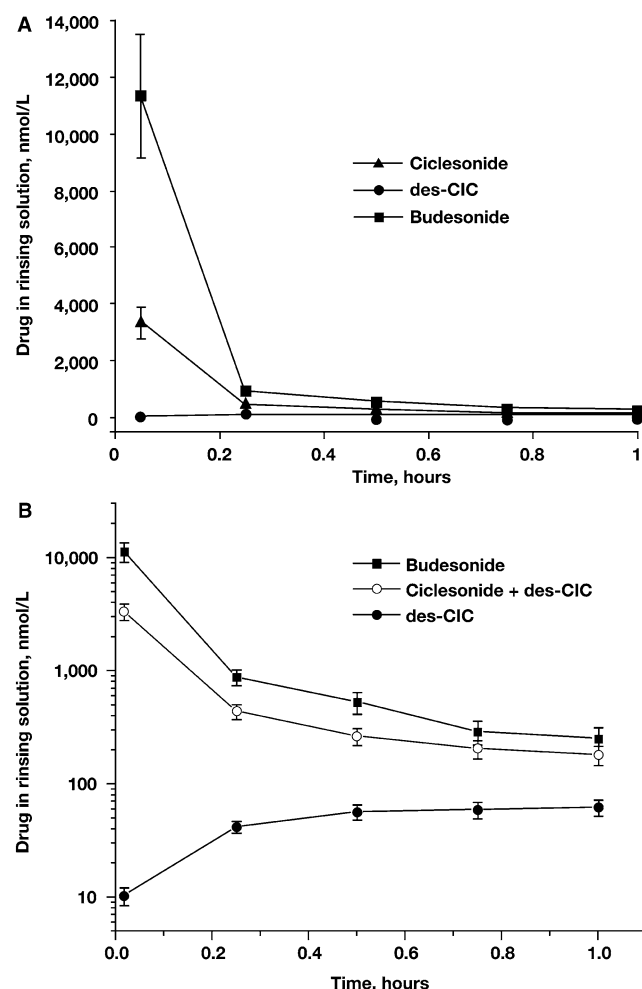 A
14,000
12,000
10,000
8,000
6,000
4,000
2,000
0
Drug in rinsing solution, nmol/L
Ciclesonide
des-CIC
Budesonide
0 0.2 0.4 0.6 0.8 1
Time, hours
B
10,000
1,000
100
10
Drug in rinsing solution, nmol/L
Budesonide
Ciclesonide + des-CIC
des-CIC
0.0 0.2 0.4 0.6 0.8 1.0
Time, hours